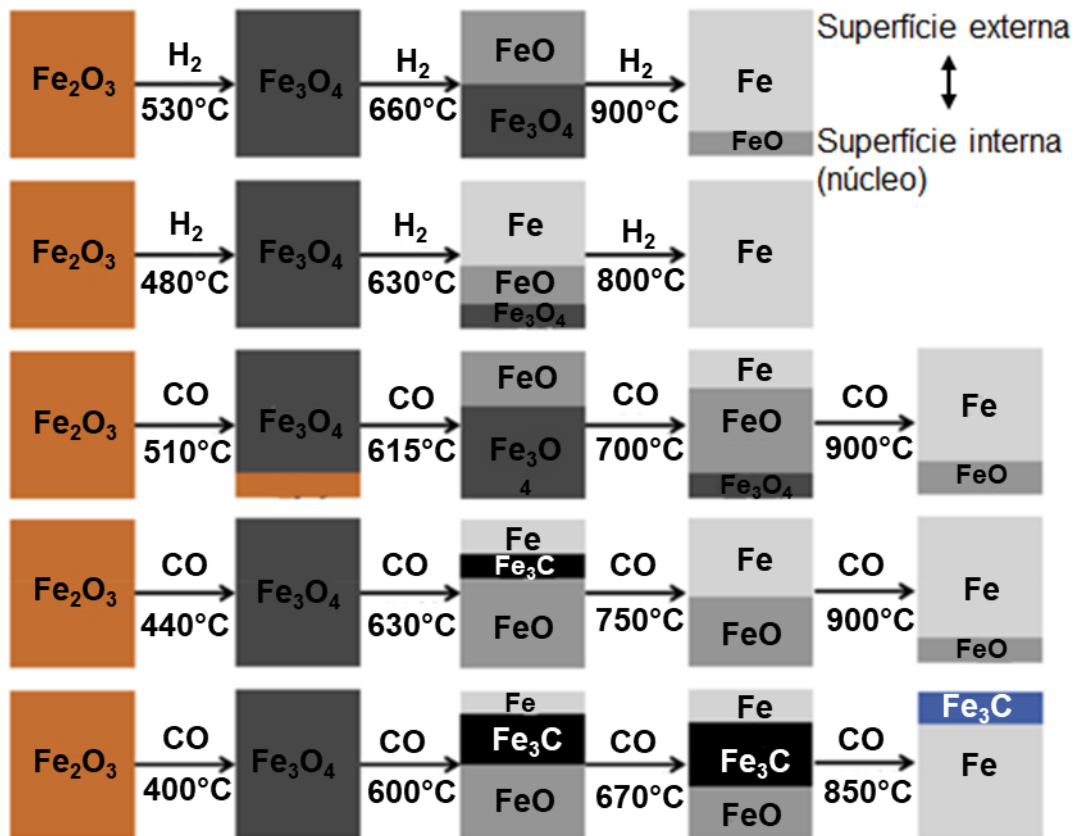 Fe₂O₃ H₂ 530°C Fe₃O₄ H₂ 660°C FeO Fe₃O₄ H₂ 900°C Fe FeO
Superfície externa
Superfície interna
(núcleo)
Fe₂O₃ H₂ 480°C Fe₃O₄ H₂ 630°C Fe FeO Fe₃O₄ H₂ 800°C Fe
Fe₂O₃ CO 510°C Fe₃O₄ CO 615°C FeO Fe₃O 4 CO 700°C Fe FeO Fe₃O₄ CO 900°C Fe FeO
Fe₂O₃ CO 440°C Fe₃O₄ CO 630°C Fe Fe₃C FeO CO 750°C Fe FeO CO 900°C Fe FeO
Fe₂O₃ CO 400°C Fe₃O₄ CO 600°C Fe Fe₃C FeO CO 670°C Fe Fe₃C FeO CO 850°C Fe₃C Fe